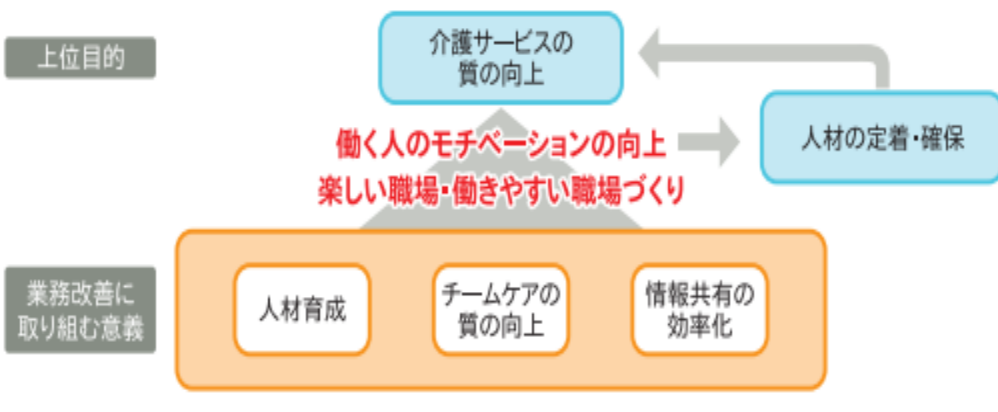 上位目的
介護サービスの
質の向上
働く人のモチベーションの向上
楽しい職場・働きやすい職場づくり
人材の定着・確保
業務改善に
取り組む意義
人材育成
チームケアの
質の向上
情報共有の
効率化